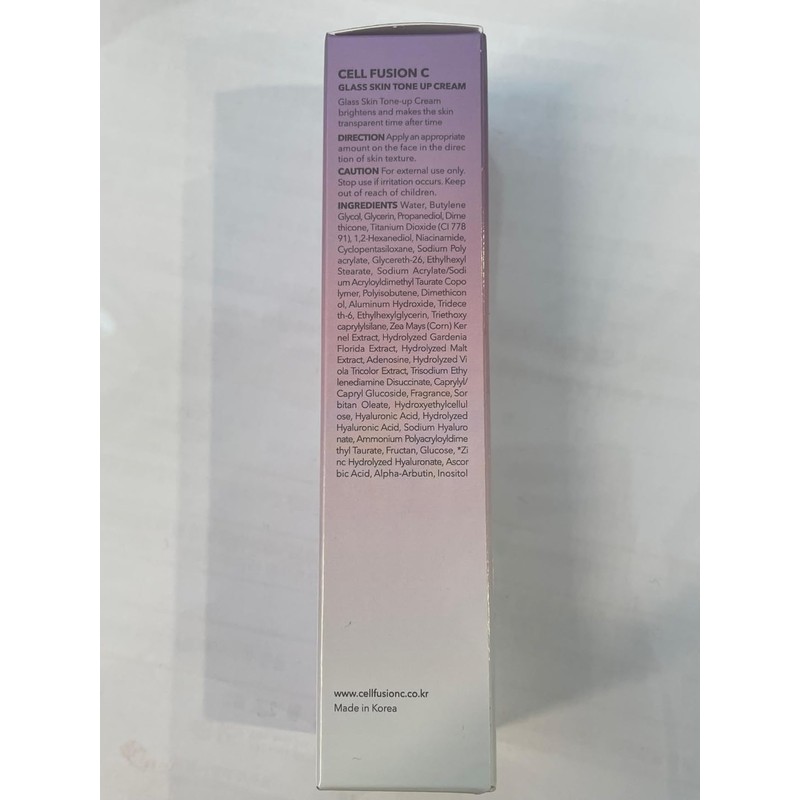 CELL FUSION C
GLASS SKIN TONE UP CREAM
Glass Skin Tone-up Cream
brightens and makes the skin
transparent time after time
DIRECTION Apply an appropriate
amount on the face in the direc
tion of skin texture.
CAUTION For external use only.
Stop use if irritation occurs. Keep
out of reach of children.
INGREDIENTS Water, Butylene
Glycol, Glycerin, Propanediol, Dime
thicone, Titanium Dioxide (CI 778
91), 1,2-Hexanediol, Niacinamide,
Cyclopentasiloxane, Sodium Poly
acrylate, Glycereth-26, Ethylhexyl
Stearate, Sodium Acrylate/Sodi
um Acryloyldimethyl Taurate Copo
lymer, Polyisobutene, Dimethicon
ol, Aluminum Hydroxide, Tridece
th-6, Ethylhexylglycerin, Triethoxy
caprylylsilane, Zea Mays (Corn) Ker
nel Extract, Hydrolyzed Gardenia
Florida Extract, Hydrolyzed Malt
Extract, Adenosine, Hydrolyzed Vi
ola Tricolor Extract, Trisodium Ethy
lenediamine Disuccinate, Caprylyl/
Capryl Glucoside, Fragrance, Sor
bitan Oleate, Hydroxyethylcellul
ose, Hyaluronic Acid, Hydrolyzed
Hyaluronic Acid, Sodium Hyaluro
nate, Ammonium Polyacryloyldime
thyl Taurate, Fructan, Glucose, *Zi
nc Hydrolyzed Hyaluronate, Ascor
bic Acid, Alpha-Arbutin, Inositol
www.cellfusionc.co.kr
Made in Korea